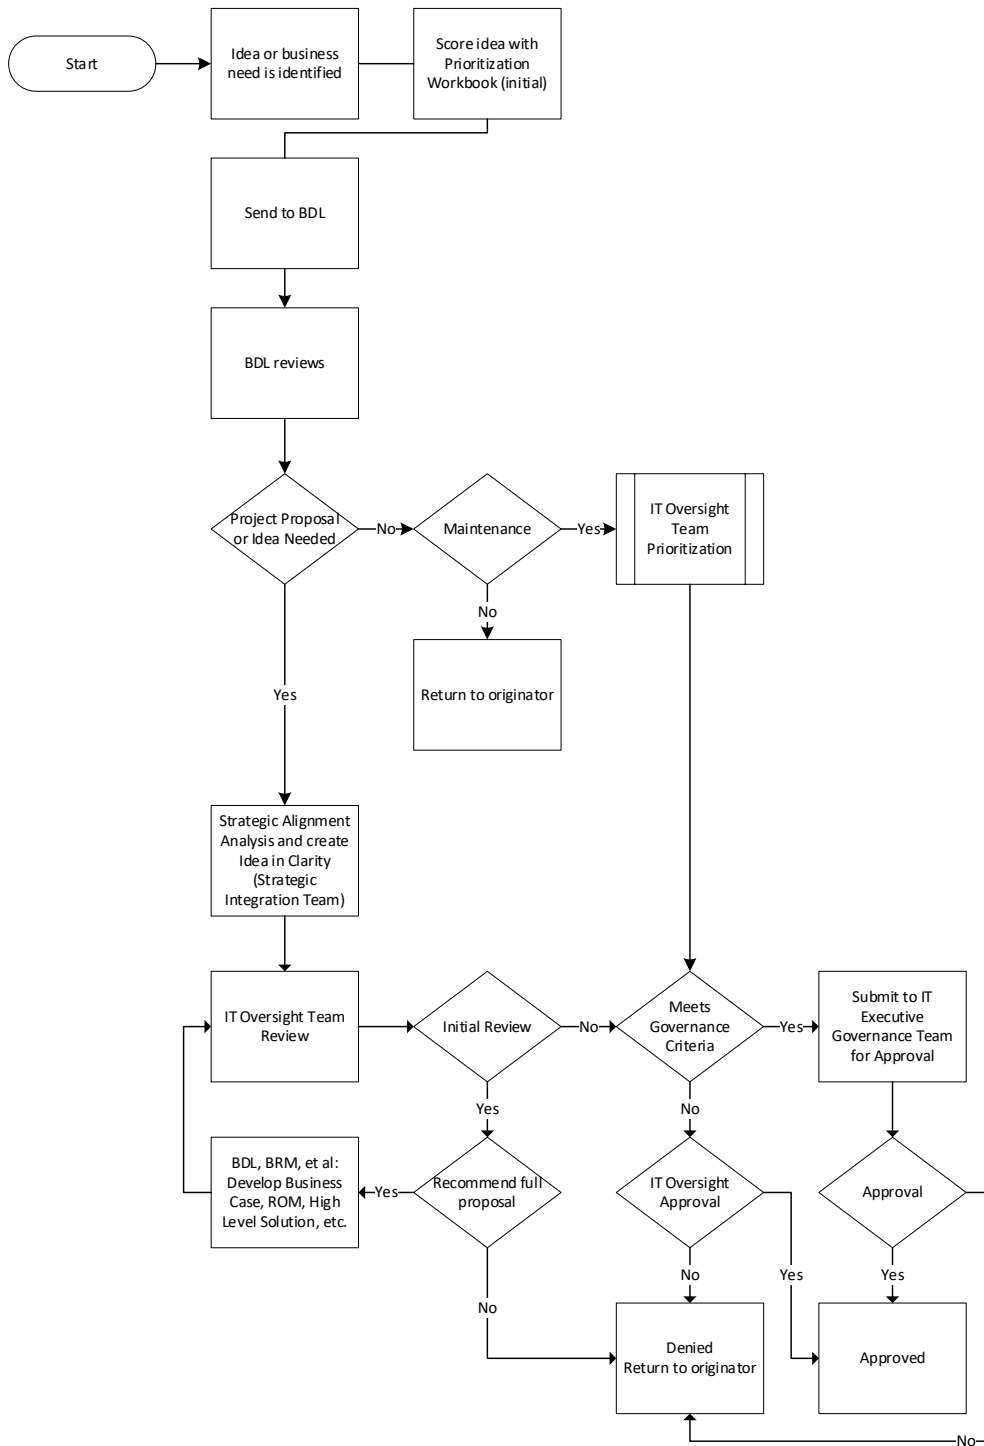 Start
Idea or business
need is identified
Score idea with
Prioritization
Workbook (initial)
Send to BDL
BDL reviews
Project Proposal
or Idea Needed
No
Maintenance
Yes
IT Oversight
Team
Prioritization
No
Return to originator
Yes
Strategic Alignment
Analysis and create
Idea in Clarity
(Strategic
Integration Team)
IT Oversight Team
Review
Initial Review
No
Meets
Governance
Criteria
Yes
Submit to IT
Executive
Governance Team
for Approval
Yes
No
BDL, BRM, et al:
Develop Business
Case, ROM, High
Level Solution, etc.
Yes
Recommend full
proposal
IT Oversight
Approval
Approval
No
Yes
Yes
No
Denied
Return to originator
Approved
No